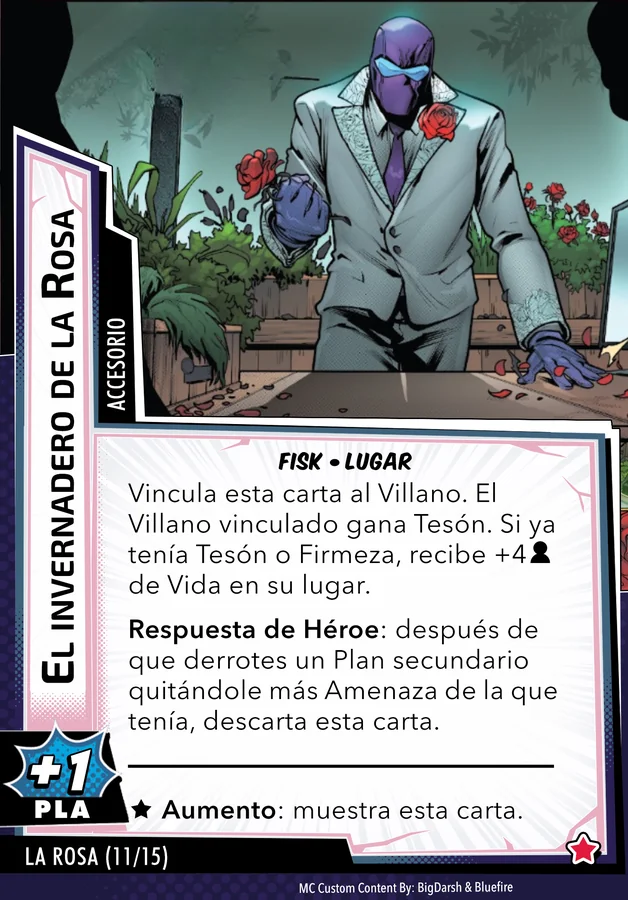 EL INVERNADERO DE LA ROSA
ACCESORIO
FISK • LUGAR
Vincula esta carta al Villano. El
Villano vinculado gana Tesón. Si ya
tenía Tesón o Firmeza, recibe +4
de Vida en su lugar.
Respuesta de Héroe: después de
que derrotes un Plan secundario
quitándole más Amenaza de la que
tenía, descarta esta carta.
+1
PLA
★ Aumento: muestra esta carta.
LA ROSA (11/15)
MC Custom Content By: BigDarsh & Bluefire